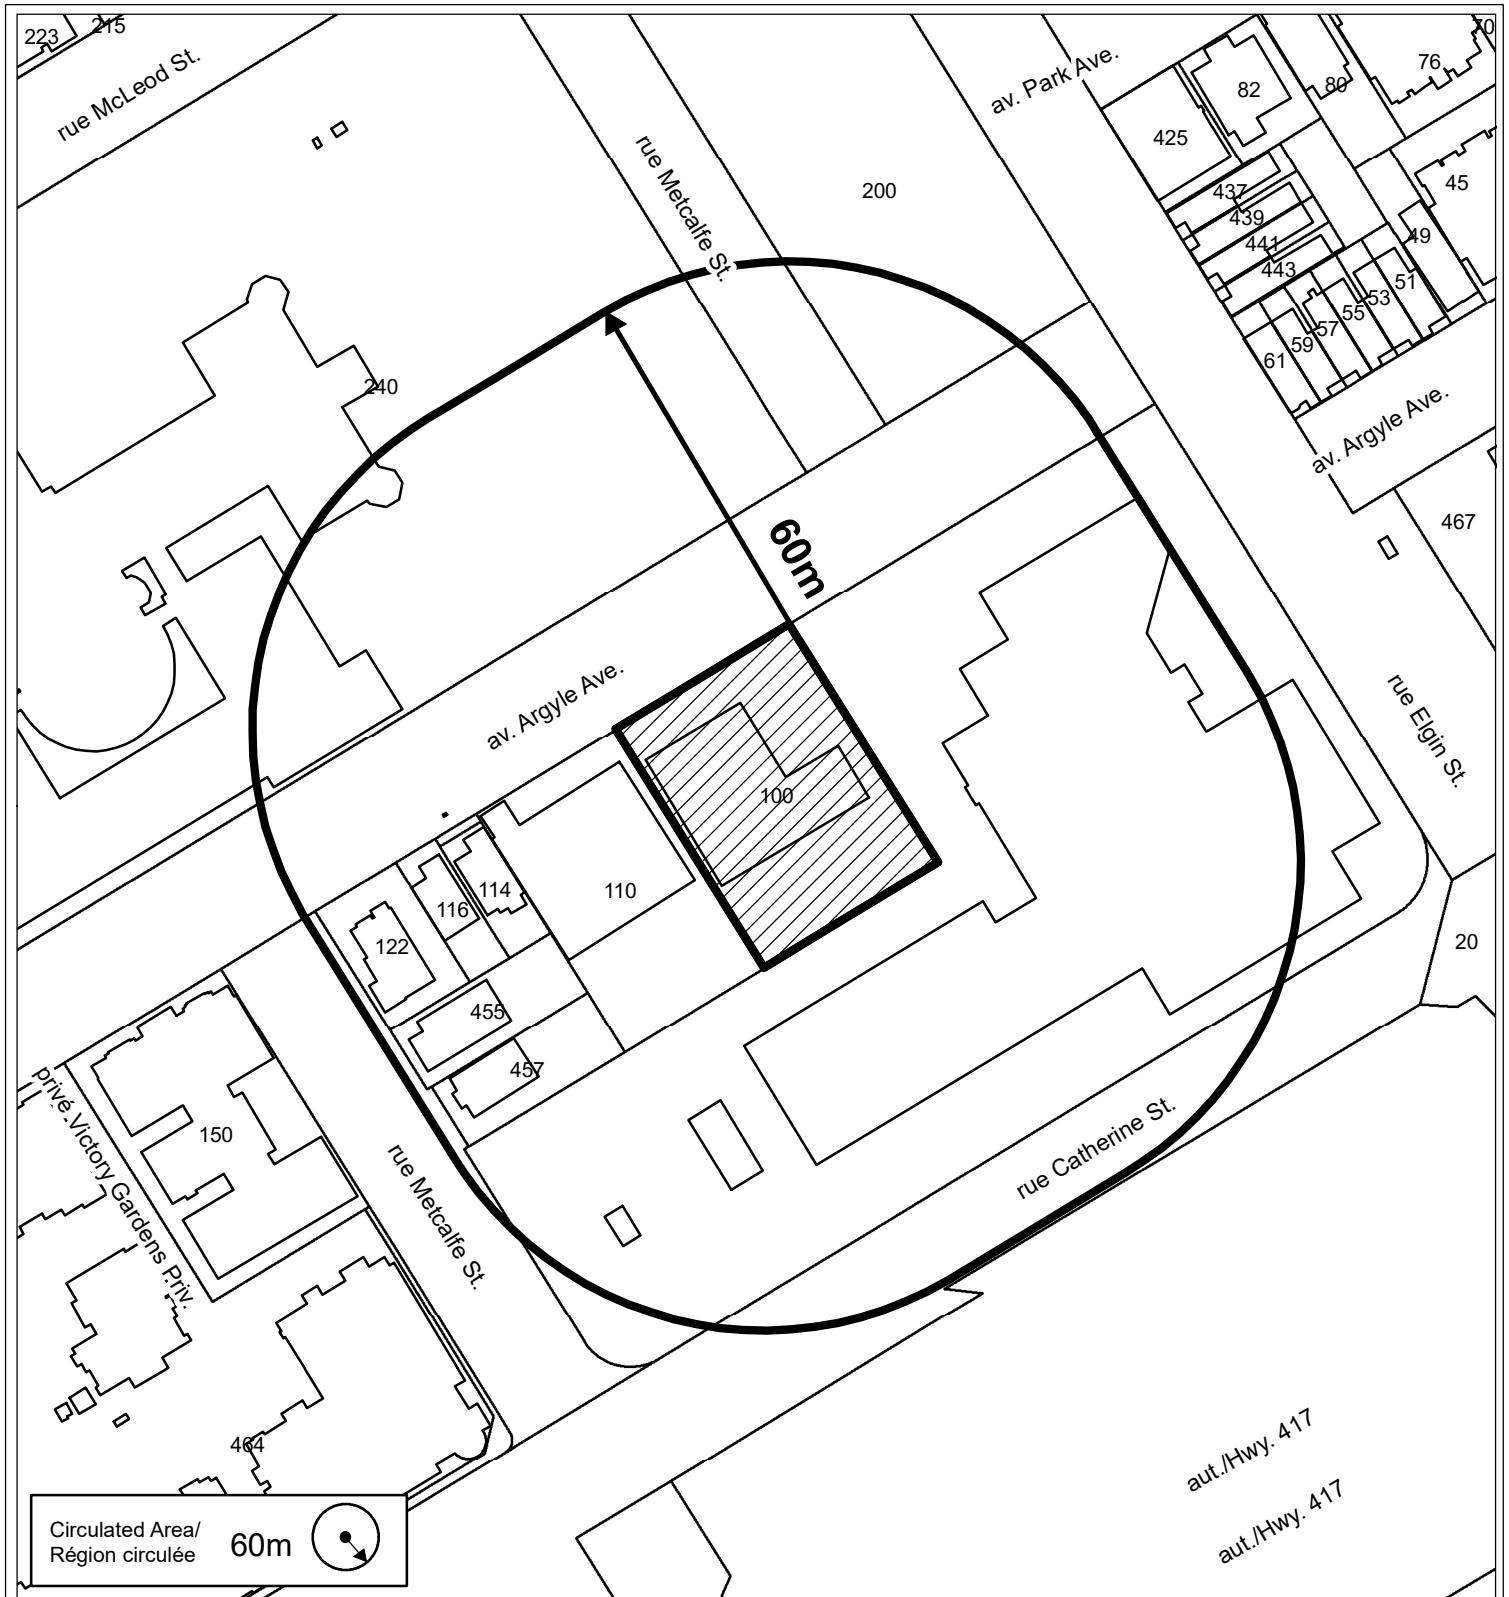 223
215
rue McLeod St.
av. Park Ave.
70
76
80
82
425
rue Metcalfe St.
200
45
437
439
49
441
443
51
53
55
57
59
61
240
av. Argyle Ave.
467
60m
av. Argyle Ave.
rue Elgin St.
100
114
110
116
122
20
455
457
privé Victory Gardens Priv.
150
rue Catherine St.
rue Metcalfe St.
464
aut./Hwy. 417
aut./Hwy. 417
Circulated Area/
Région circulée
60m